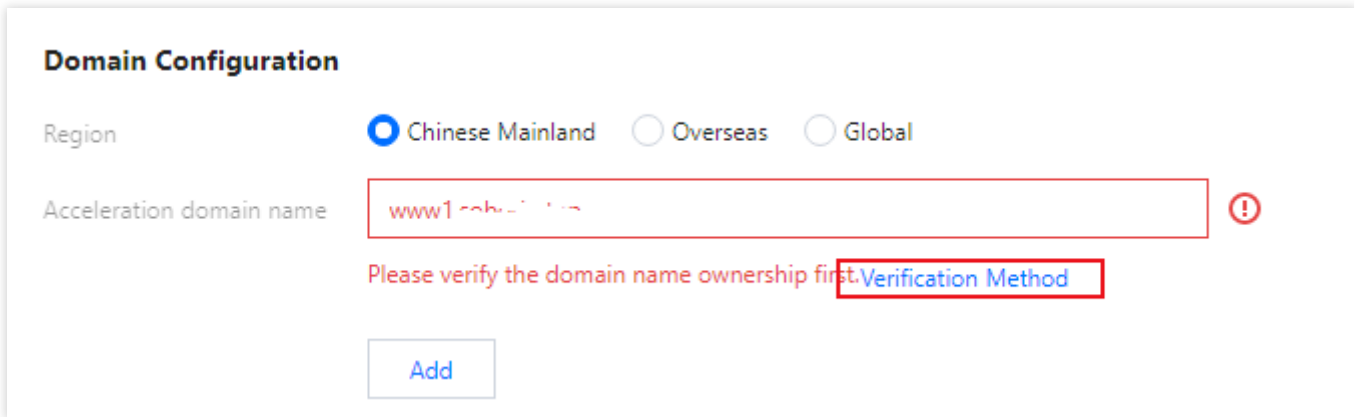 Domain Configuration
Region Chinese Mainland Overseas Global
Acceleration domain name
Please verify the domain name ownership first. Verification Method
Add